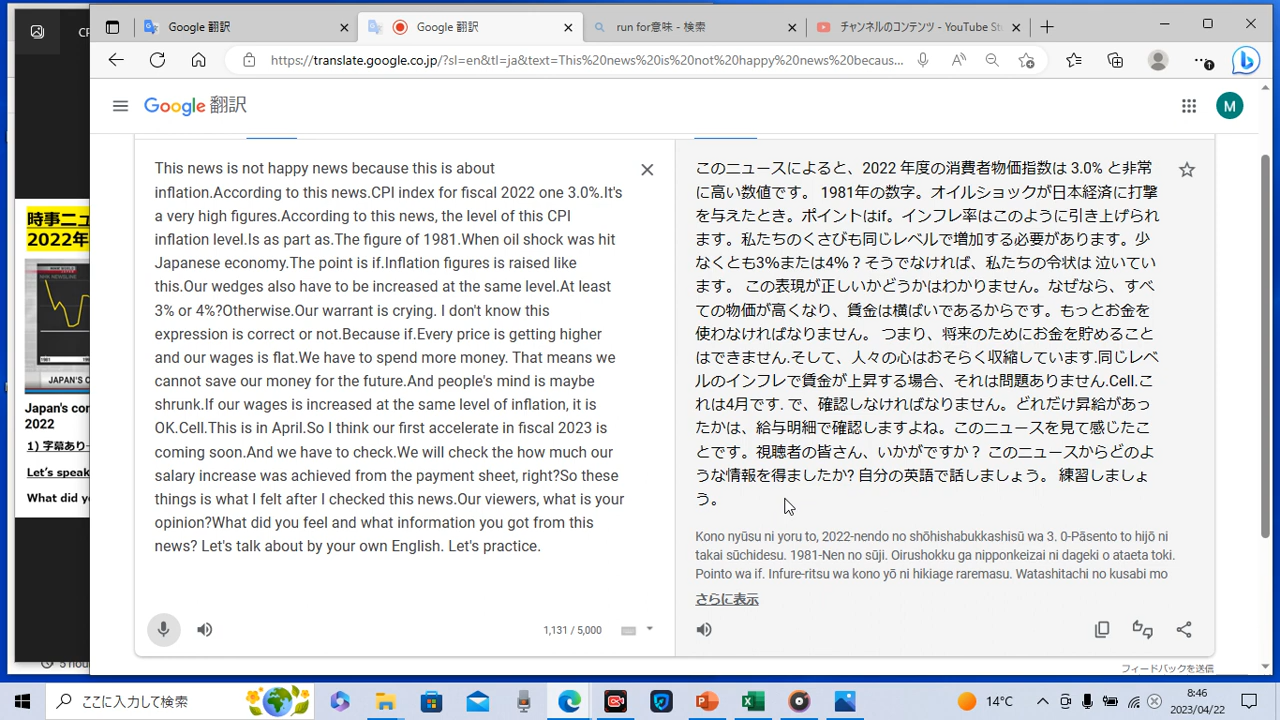 CP
Google 翻訳
Google 翻訳
run for意味 - 検索
チャンネルのコンテンツ - YouTube St
https://translate.google.co.jp/?sl=en&tl=ja&text=This%20news%20is%20not%20happy%20news%20becaus...
Google 翻訳
M
This news is not happy news because this is about
inflation.According to this news.CPI index for fiscal 2022 one 3.0%.It's
a very high figures.According to this news, the level of this CPI
inflation level.Is as part as.The figure of 1981.When oil shock was hit
Japanese economy.The point is if.Inflation figures is raised like
this.Our wedges also have to be increased at the same level.At least
3% or 4%?Otherwise.Our warrant is crying. I don't know this
expression is correct or not.Because if.Every price is getting higher
and our wages is flat.We have to spend more money. That means we
cannot save our money for the future.And people's mind is maybe
shrunk.If our wages is increased at the same level of inflation, it is
OK.Cell.This is in April.So I think our first accelerate in fiscal 2023 is
coming soon.And we have to check.We will check the how much our
salary increase was achieved from the payment sheet, right?So these
things is what I felt after I checked this news.Our viewers, what is your
opinion?What did you feel and what information you got from this
news? Let's talk about by your own English. Let's practice.
1,131 / 5,000
このニュースによると、2022 年度の消費者物価指数は 3.0% と非常
に高い数値です。 1981年の数字。オイルショックが日本経済に打撃
を与えたとき。ポイントはif。インフレ率はこのように引き上げられ
ます。私たちのくさびも同じレベルで増加する必要があります。少
なくとも3%または4%？そうでなければ、私たちの令状は 泣いてい
ます。 この表現が正しいかどうかはわかりません。なぜなら、すべ
ての物価が高くなり、賃金は横ばいであるからです。もっとお金を
使わなければなりません。 つまり、将来のためにお金を貯めること
はできません.そして、人々の心はおそらく収縮しています.同じレベ
ルのインフレで賃金が上昇する場合、それは問題ありません.Cell.こ
れは4月です. で、確認しなければなりません。どれだけ昇給があっ
たかは、給与明細で確認しますよね。このニュースを見て感じたこ
とです。視聴者の皆さん、いかがですか？ このニュースからどのよ
うな情報を得ましたか? 自分の英語で話しましょう。 練習しましょ
う。
Kono nyūsu ni yoru to, 2022-nendo no shōhishabukkashisū wa 3. 0-Pāsento to hijō ni
takai sūchidesu. 1981-Nen no sūji. Oirushokku ga nipponkeizai ni dageki o ataeta toki.
Pointo wa if. Infure-ritsu wa kono yō ni hikiage raremasu. Watashitachi no kusabi mo
さらに表示
フィードバックを送信
時事ニュ
2022年
JAPAN'S C
Japan's con
2022
1) 字幕あり-
Let's speak
What did yo
5 hou
ここに入力して検索
14°C
8:46
2023/04/22